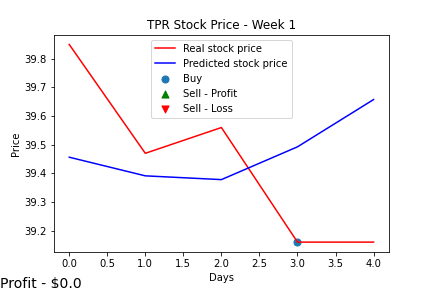 TPR Stock Price - Week 1
Real stock price
Predicted stock price
Buy
Sell - Profit
Sell - Loss
Price
39.8
39.7
39.6
39.5
39.4
39.3
39.2
0.0 0.5 1.0 1.5 2.0 2.5 3.0 3.5 4.0
Days
Profit - $0.0